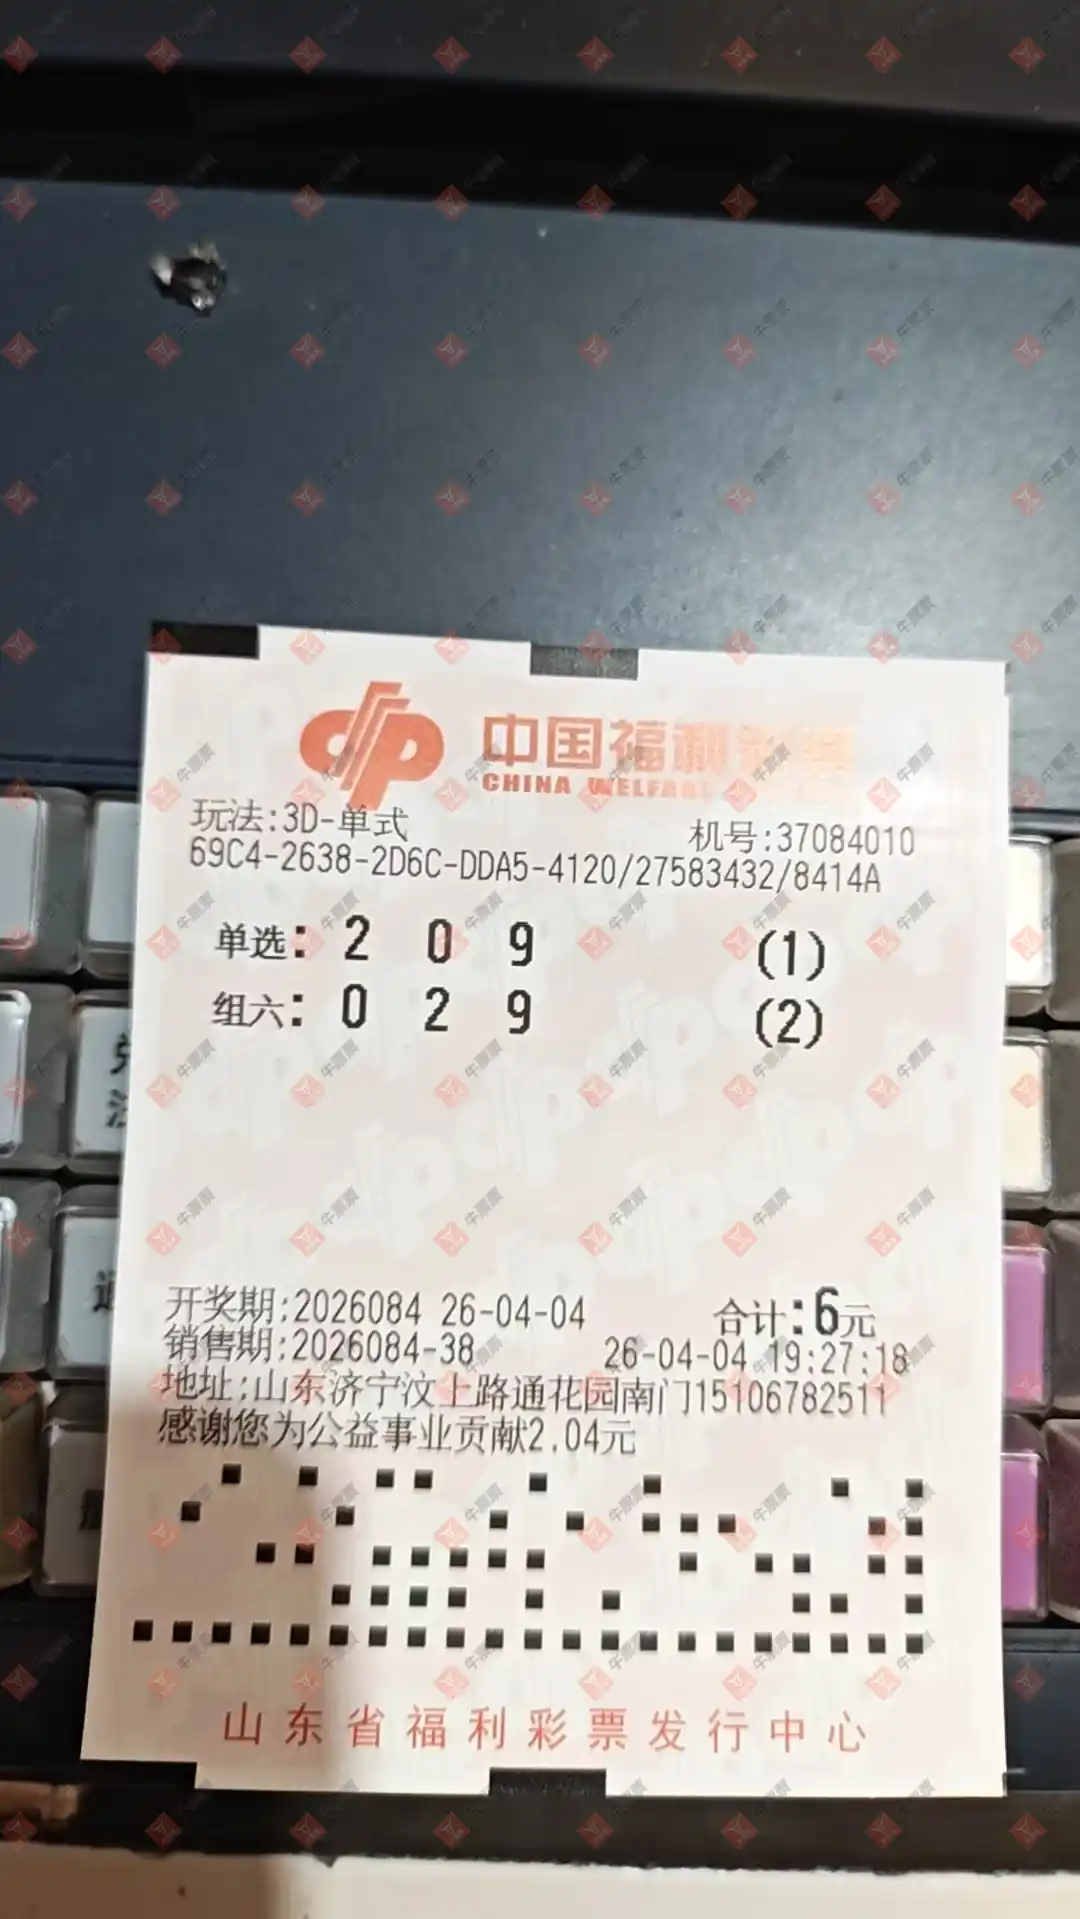 中国福利彩票
CHINA WELFARE
玩法:3D-单式
机号:37084010
69C4-2638-2D6C-DDA5-4120/27583432/8414A
单选: 2 0 9 (1)
组六: 0 2 9 (2)
开奖期:2026084 26-04-04 合计:6元
销售期:2026084-38 26-04-04 19:27:18
地址:山东济宁汶上路通花园南门15106782511
感谢您为公益事业贡献2.04元
山东省福利彩票发行中心
牛票票